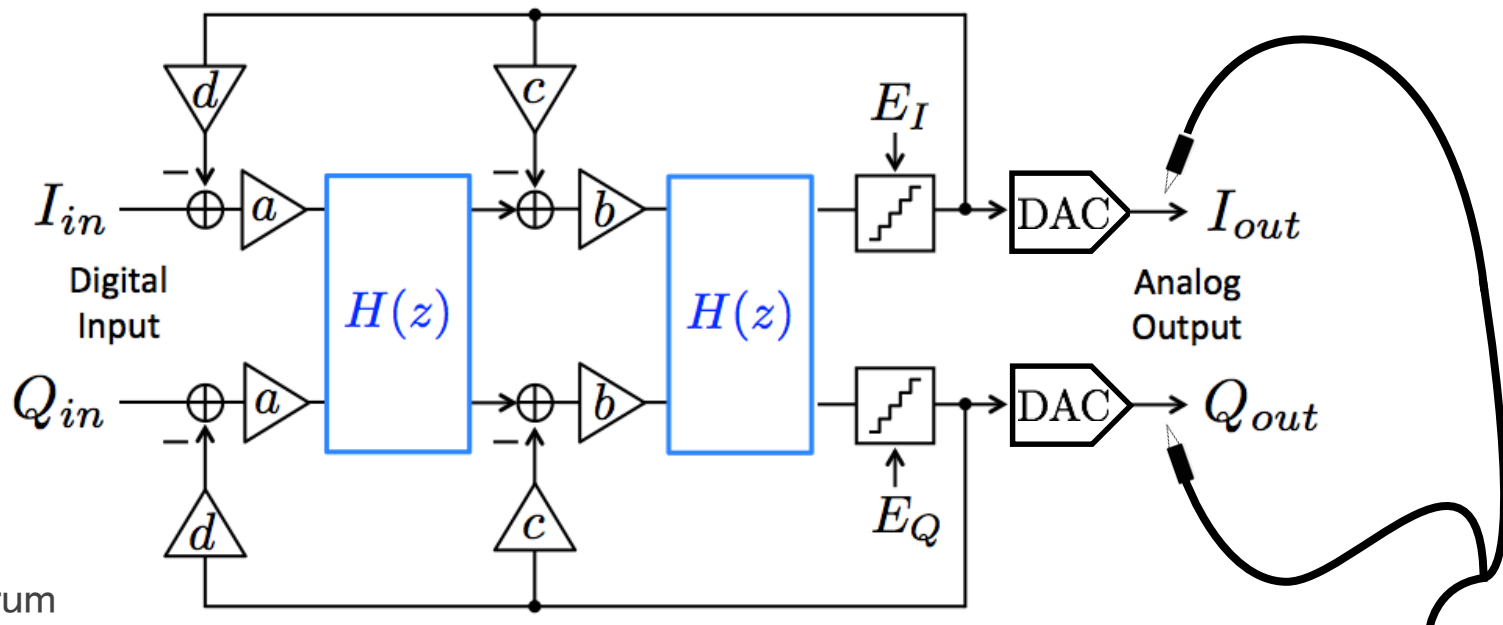 d
c
E_I
−
−
I_in
a
b
DAC
I_out
Digital
Input
H(z)
H(z)
Analog
Output
Q_in
a
b
DAC
Q_out
−
−
E_Q
d
c
rum